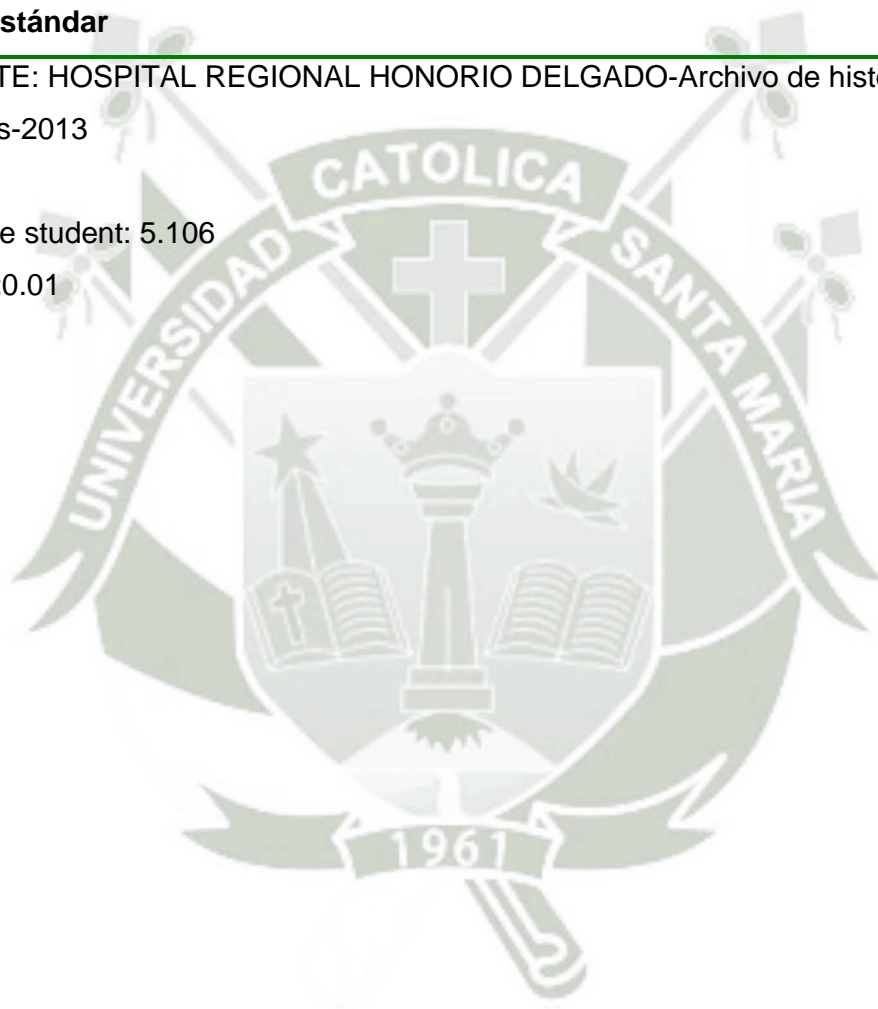 stándar
TE: HOSPITAL REGIONAL HONORIO DELGADO-Archivo de histo
s-2013
e student: 5.106
0.01
UNIVERSIDAD CATOLICA SANTA MARIA
1961